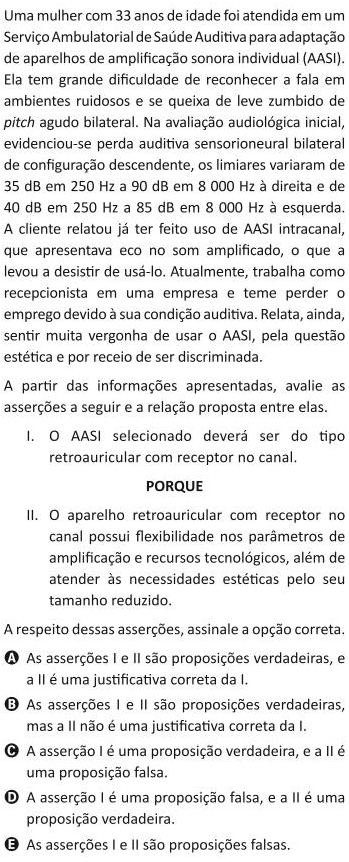 Uma mulher com 33 anos de idade foi atendida em um
Serviço Ambulatorial de Saúde Auditiva para adaptação
de aparelhos de amplificação sonora individual (AASI).
Ela tem grande dificuldade de reconhecer a fala em
ambientes ruidosos e se queixa de leve zumbido de
pitch agudo bilateral. Na avaliação audiológica inicial,
evidenciou-se perda auditiva sensorioneural bilateral
de configuração descendente, os limiares variaram de
35 dB em 250 Hz a 90 dB em 8 000 Hz à direita e de
40 dB em 250 Hz a 85 dB em 8 000 Hz à esquerda.
A cliente relatou já ter feito uso de AASI intracanal,
que apresentava eco no som amplificado, o que a
levou a desistir de usá-lo. Atualmente, trabalha como
recepcionista em uma empresa e teme perder o
emprego devido à sua condição auditiva. Relata, ainda,
sentir muita vergonha de usar o AASI, pela questão
estética e por receio de ser discriminada.
A partir das informações apresentadas, avalie as
asserções a seguir e a relação proposta entre elas.
I. O AASI selecionado deverá ser do tipo
retroauricular com receptor no canal.
PORQUE
II. O aparelho retroauricular com receptor no
canal possui flexibilidade nos parâmetros de
amplificação e recursos tecnológicos, além de
atender às necessidades estéticas pelo seu
tamanho reduzido.
A respeito dessas asserções, assinale a opção correta.
A As asserções I e II são proposições verdadeiras, e
a II é uma justificativa correta da I.
B As asserções I e II são proposições verdadeiras,
mas a II não é uma justificativa correta da I.
C A asserção I é uma proposição verdadeira, e a II é
uma proposição falsa.
D A asserção I é uma proposição falsa, e a II é uma
proposição verdadeira.
E As asserções I e II são proposições falsas.